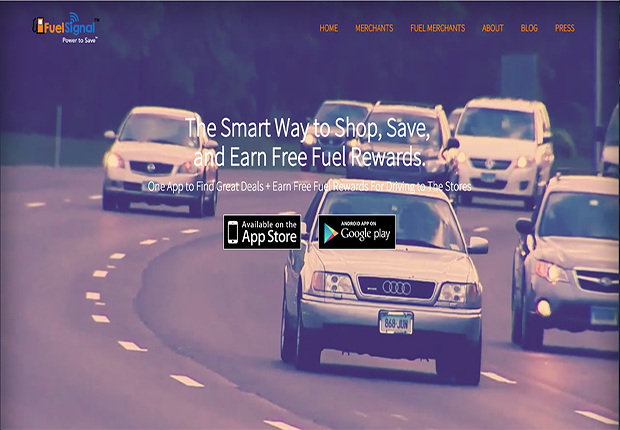 FuelSignal™
Power to Save™
HOME MERCHANTS FUEL MERCHANTS ABOUT BLOG PRESS
The Smart Way to Shop, Save,
and Earn Free Fuel Rewards.
One App to Find Great Deals + Earn Free Fuel Rewards For Driving to The Stores
Available on the
App Store
ANDROID APP ON
Google play
868·JUN